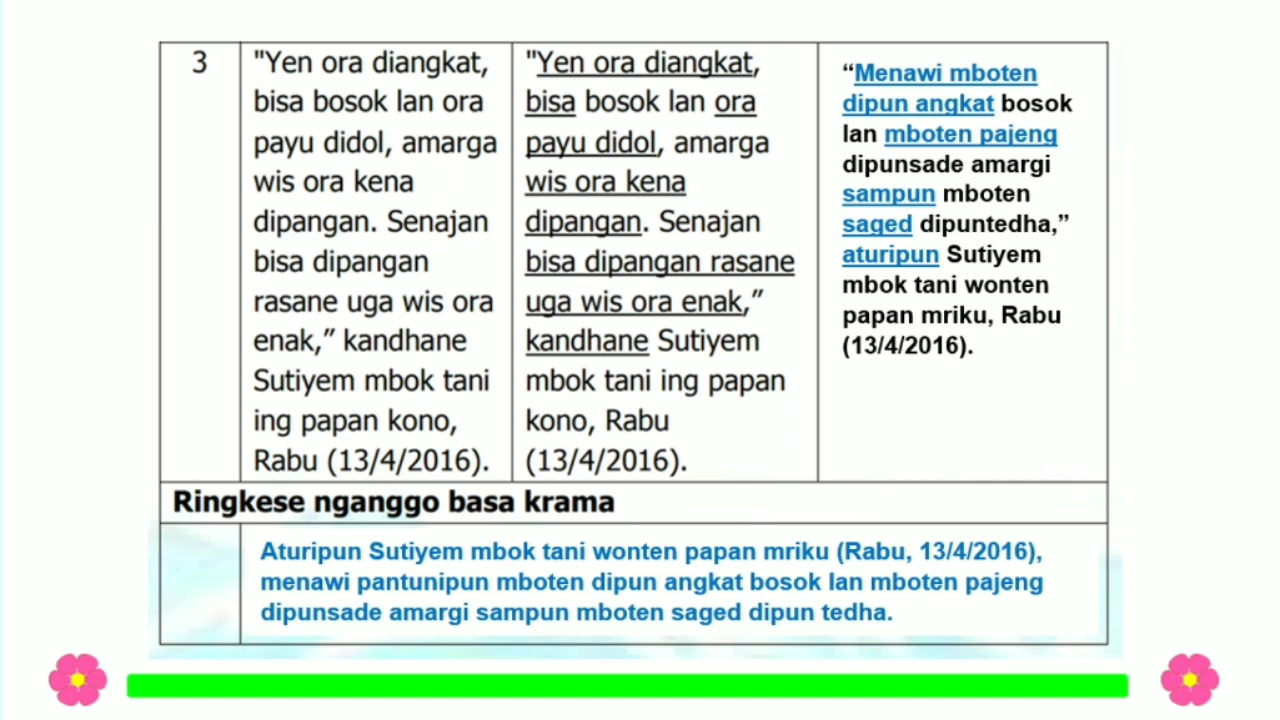 3
"Yen ora diangkat,
bisa bosok lan ora
payu didol, amarga
wis ora kena
dipangan. Senajan
bisa dipangan
rasane uga wis ora
enak,” kandhane
Sutiyem mbok tani
ing papan kono,
Rabu (13/4/2016).
"Yen ora diangkat,
bisa bosok lan ora
payu didol, amarga
wis ora kena
dipangan. Senajan
bisa dipangan rasane
uga wis ora enak,”
kandhane Sutiyem
mbok tani ing papan
kono, Rabu
(13/4/2016).
“Menawi mboten
dipun angkat bosok
lan mboten pajeng
dipunsade amargi
sampun mboten
saged dipuntedha,”
aturipun Sutiyem
mbok tani wonten
papan mriku, Rabu
(13/4/2016).
Ringkese nganggo basa krama
Aturipun Sutiyem mbok tani wonten papan mriku (Rabu, 13/4/2016),
menawi pantunipun mboten dipun angkat bosok lan mboten pajeng
dipunsade amargi sampun mboten saged dipun tedha.